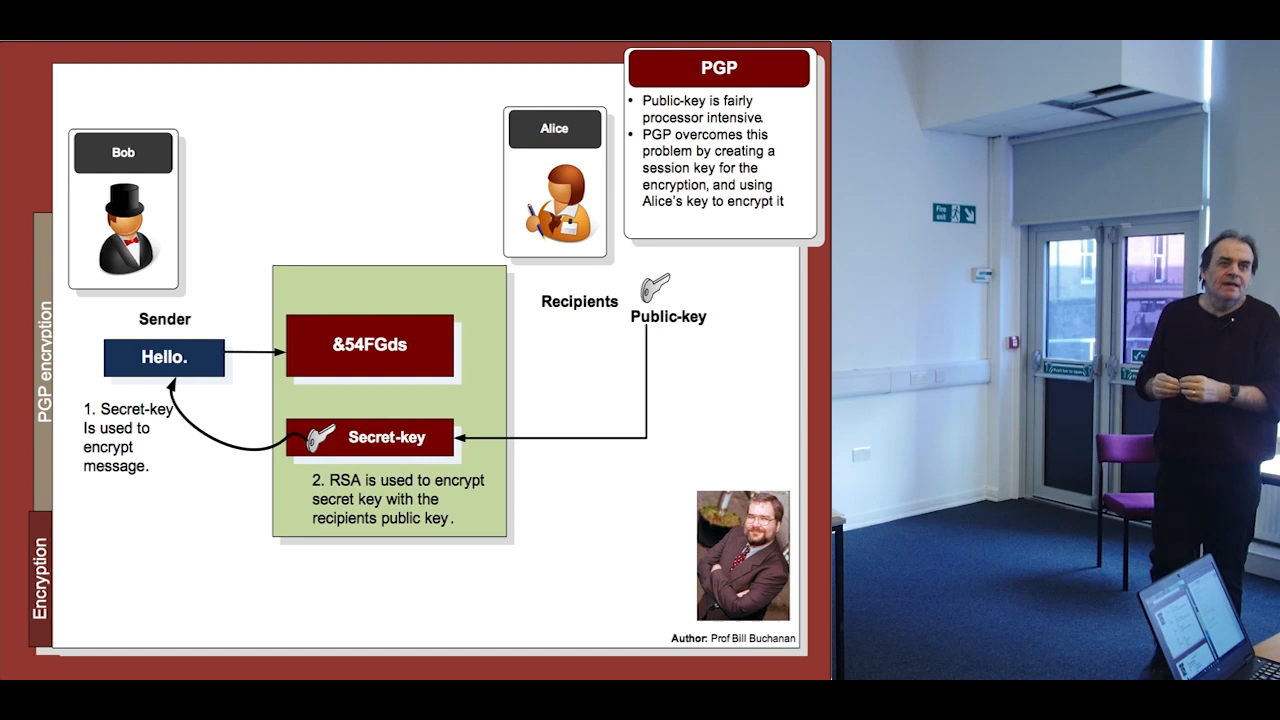 PGP
• Public-key is fairly
processor intensive.
• PGP overcomes this
problem by creating a
session key for the
encryption, and using
Alice's key to encrypt it
Bob
Alice
Sender
Hello.
&54FGds
Recipients
Public-key
Secret-key
1. Secret-key
Is used to
encrypt
message.
2. RSA is used to encrypt
secret key with the
recipients public key.
PGP encryption
Encryption
Author: Prof Bill Buchanan
Fire
exit